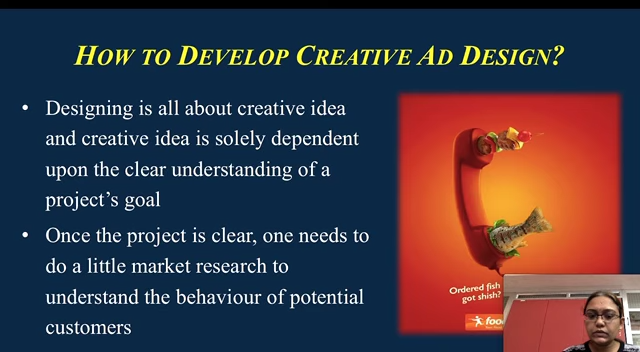 HOW TO DEVELOP CREATIVE AD DESIGN?
• Designing is all about creative idea
and creative idea is solely dependent
upon the clear understanding of a
project's goal
• Once the project is clear, one needs to
do a little market research to
understand the behaviour of potential
customers
Ordered fish
got shish?